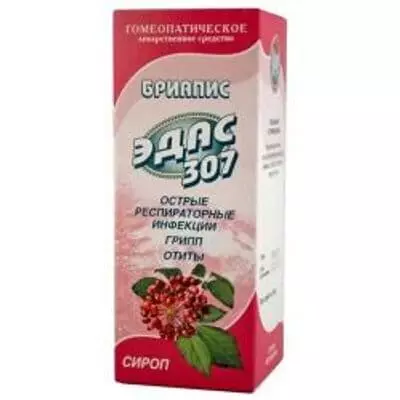 ГОМЕОПАТИЧЕСКОЕ
лекарственное средство
БРИАПИС
ЭДАС
307
ОСТРЫЕ
РЕСПИРАТОРНЫЕ
ИНФЕКЦИИ
ГРИПП
ОТИТЫ
СИРОП